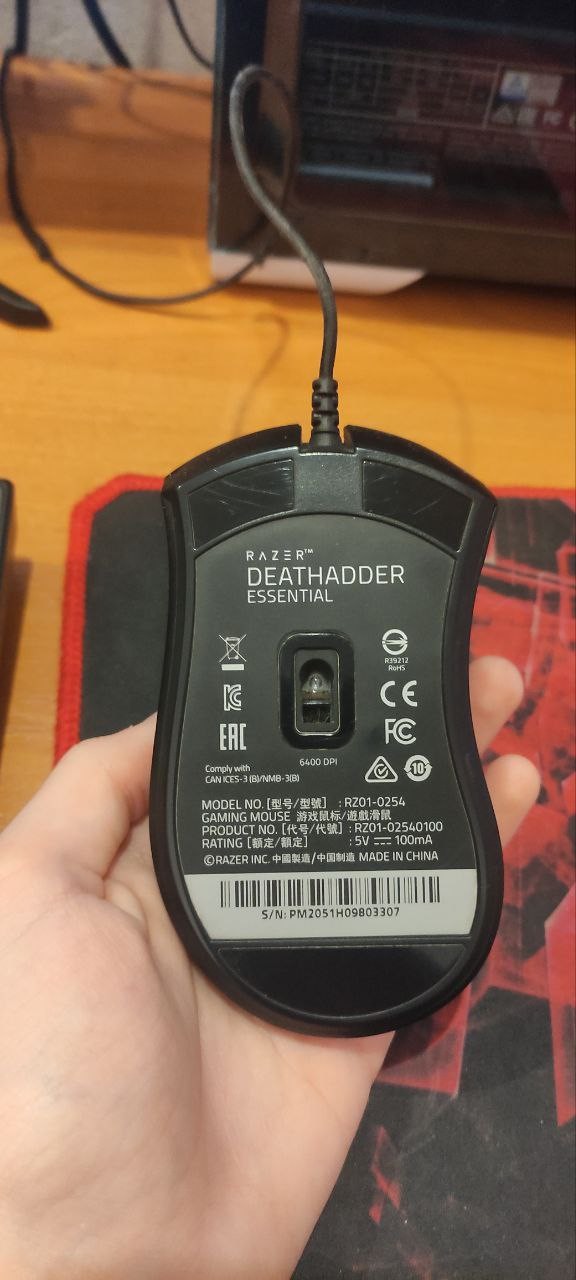 RAZER™
DEATHADDER
ESSENTIAL
R39212
RoHS
CE
EAC
FC
10
6400 DPI
Comply with
CAN ICES-3 (B)/NMB-3(B)
MODEL NO. [型号/型號] : RZ01-0254
GAMING MOUSE 游戏鼠标/遊戲滑鼠
PRODUCT NO. [代号/代號] : RZ01-02540100
RATING [额定/額定] : 5V ⎓ 100mA
©RAZER INC. 中國製造/中国制造 MADE IN CHINA
S/N: PM2051H09803307